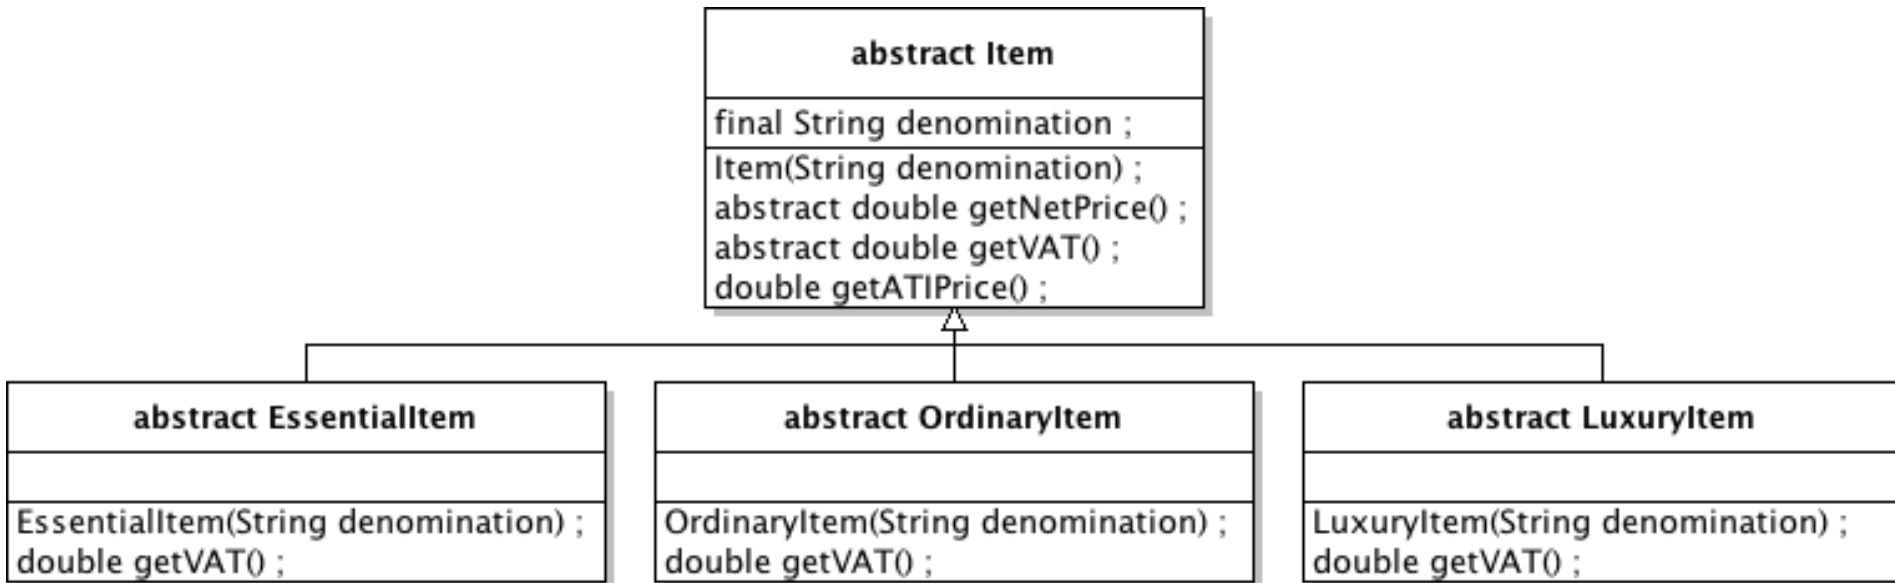 abstract Item
final String denomination ;
Item(String denomination) ;
abstract double getNetPrice() ;
abstract double getVAT() ;
double getATIPrice() ;
abstract EssentialItem
EssentialItem(String denomination) ;
double getVAT() ;
abstract OrdinaryItem
OrdinaryItem(String denomination) ;
double getVAT() ;
abstract LuxuryItem
LuxuryItem(String denomination) ;
double getVAT() ;